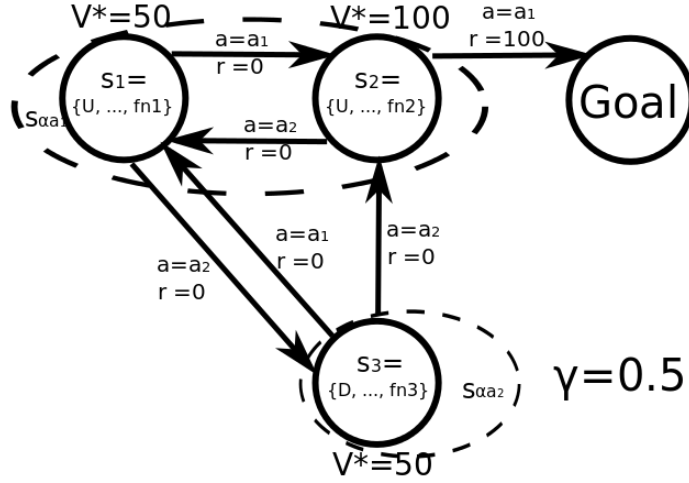 V*=50
V*=100
a=a1
r =100
a=a1
r =0
s1=
{U, ..., fn1}
s2=
{U, ..., fn2}
Goal
sαa1
a=a2
r =0
a=a1
r =0
a=a2
r =0
a=a2
r =0
s3=
{D, ..., fn3}
sαa2
γ=0.5
V*=50